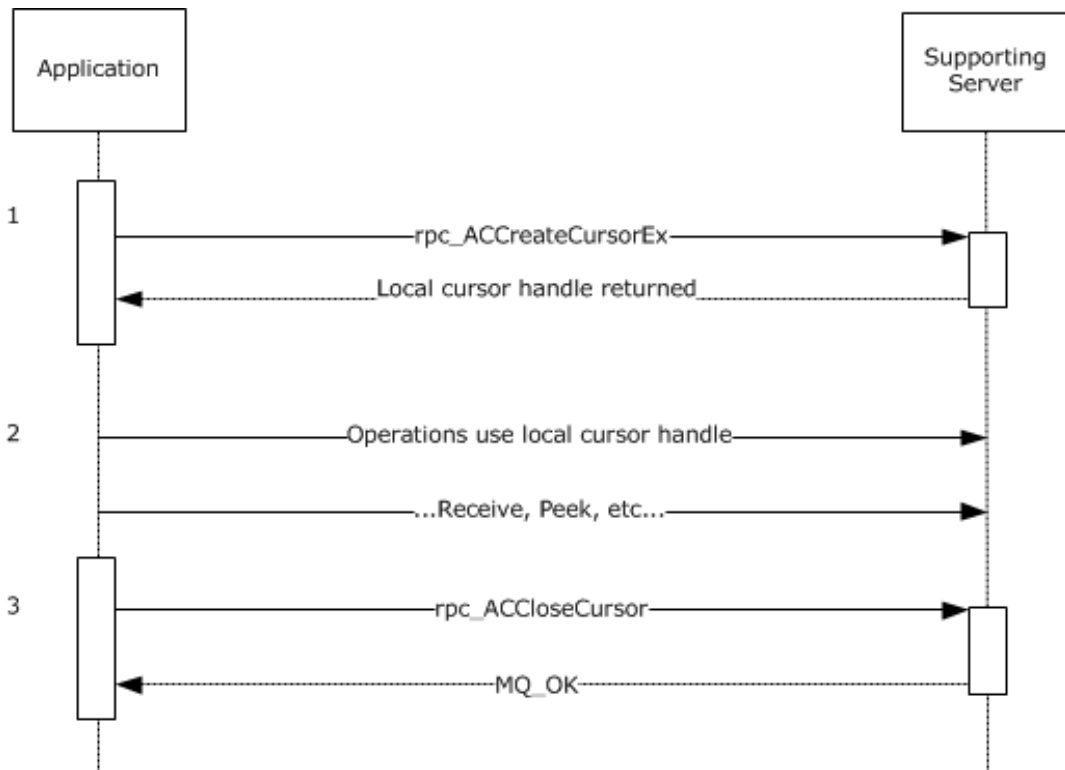 Application
Supporting
Server
1
rpc_ACCreateCursorEx
Local cursor handle returned
2
Operations use local cursor handle
...Receive, Peek, etc...
3
rpc_ACCloseCursor
MQ_OK